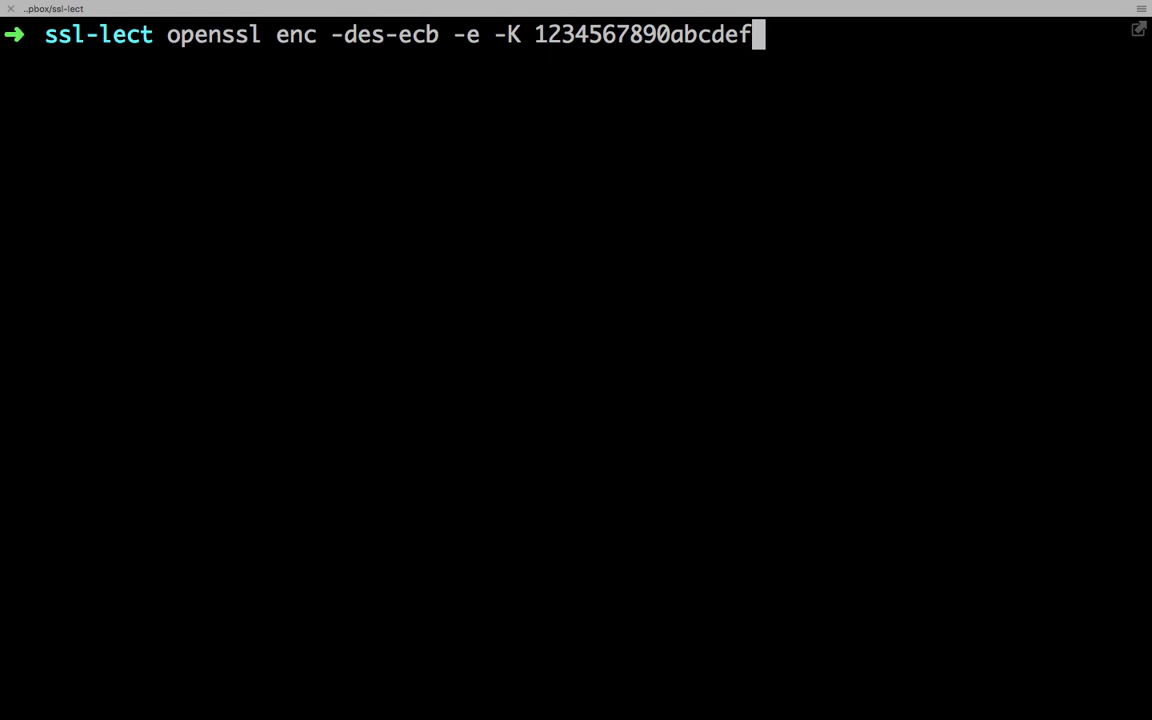 ..pbox/ssl-lect
➜ ssl-lect openssl enc -des-ecb -e -K 1234567890abcdef